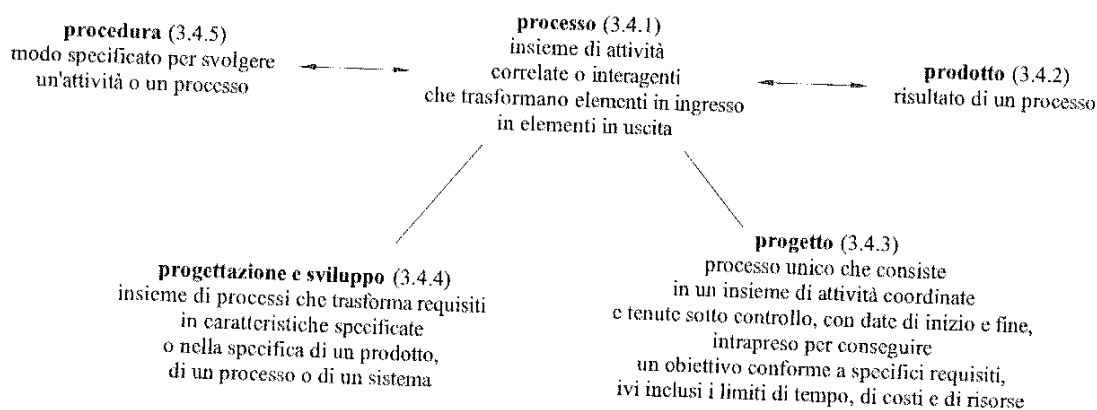 procedura (3.4.5)
modo specificato per svolgere
un'attività o un processo
processo (3.4.1)
insieme di attività
correlate o interagenti
che trasformano elementi in ingresso
in elementi in uscita
prodotto (3.4.2)
risultato di un processo
progettazione e sviluppo (3.4.4)
insieme di processi che trasforma requisiti
in caratteristiche specificate
o nella specifica di un prodotto,
di un processo o di un sistema
progetto (3.4.3)
processo unico che consiste
in un insieme di attività coordinate
e tenute sotto controllo, con date di inizio e fine,
intrapreso per conseguire
un obiettivo conforme a specifici requisiti,
ivi inclusi i limiti di tempo, di costi e di risorse